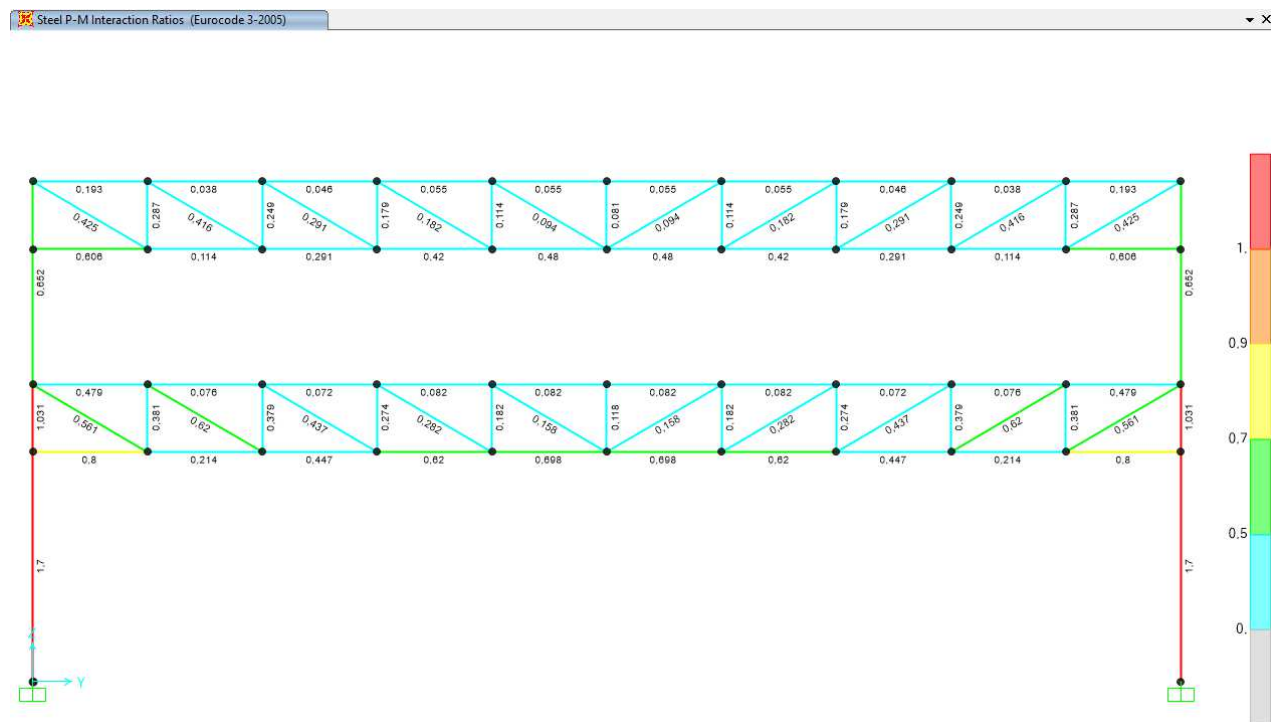 Steel P-M Interaction Ratios (Eurocode 3-2005)
0,193 0,038 0,046 0,055 0,055 0,055 0,055 0,046 0,038 0,193
0,425 0,287 0,416 0,249 0,291 0,179 0,182 0,114 0,094 0,081 0,094 0,114 0,182 0,179 0,291 0,249 0,416 0,287 0,425
1,
0,606 0,114 0,291 0,42 0,48 0,48 0,42 0,291 0,114 0,606
0,652 0,652
0,9
0,479 0,076 0,072 0,082 0,082 0,082 0,082 0,072 0,076 0,479
1,031 0,561 0,381 0,62 0,379 0,437 0,274 0,282 0,182 0,158 0,118 0,158 0,182 0,282 0,274 0,437 0,379 0,62 0,381 0,561 1,031
0,7
0,8 0,214 0,447 0,62 0,698 0,698 0,62 0,447 0,214 0,8
0,5
1,7 1,7
0,
Z
Y